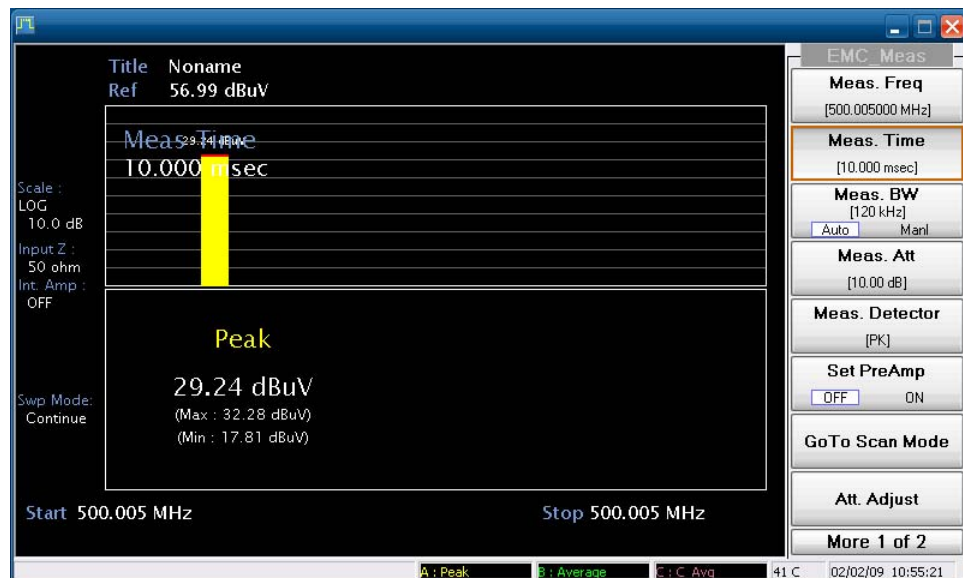 Title Noname
Ref 56.99 dBuV
Meas Time
29.24 dBuV
10.000 msec
Scale :
LOG
10.0 dB
Input Z :
50 ohm
Int. Amp :
OFF
Peak
29.24 dBuV
(Max : 32.28 dBuV)
(Min : 17.81 dBuV)
Swp Mode:
Continue
Start 500.005 MHz
Stop 500.005 MHz
EMC_Meas
Meas. Freq
[500.005000 MHz]
Meas. Time
[10.000 msec]
Meas. BW
[120 kHz]
Auto Manl
Meas. Att
[10.00 dB]
Meas. Detector
[PK]
Set PreAmp
OFF ON
GoTo Scan Mode
Att. Adjust
More 1 of 2
A : Peak
B : Average
C : C_Avg
41 C
02/02/09 10:55:21